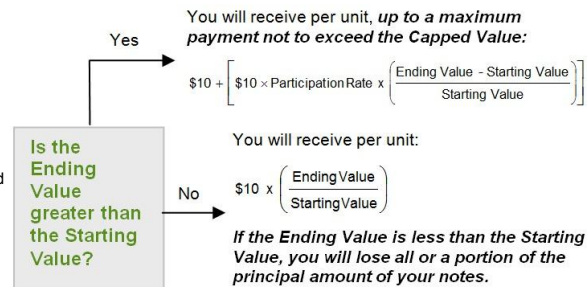 You will receive per unit, up to a maximum
payment not to exceed the Capped Value:
Yes
$10 + [ $10 × Participation Rate x ( Ending Value - Starting Value
Starting Value ) ]
Is the
Ending
Value
greater than
the Starting
Value?
d
No
You will receive per unit:
$10 x ( Ending Value
Starting Value )
If the Ending Value is less than the Starting
Value, you will lose all or a portion of the
principal amount of your notes.